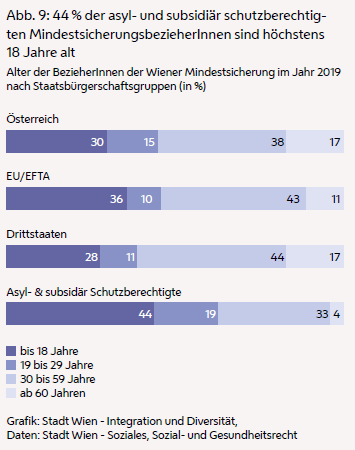 Abb. 9: 44 % der asyl- und subsidiär schutzberechtig-
ten MindestsicherungsbezieherInnen sind höchstens
18 Jahre alt
Alter der BezieherInnen der Wiener Mindestsicherung im Jahr 2019
nach Staatsbürgerschaftsgruppen (in %)
Österreich
30 15 38 17
EU/EFTA
36 10 43 11
Drittstaaten
28 11 44 17
Asyl- & subsidär Schutzberechtigte
44 19 33 4
bis 18 Jahre
19 bis 29 Jahre
30 bis 59 Jahre
ab 60 Jahren
Grafik: Stadt Wien - Integration und Diversität,
Daten: Stadt Wien - Soziales, Sozial- und Gesundheitsrecht